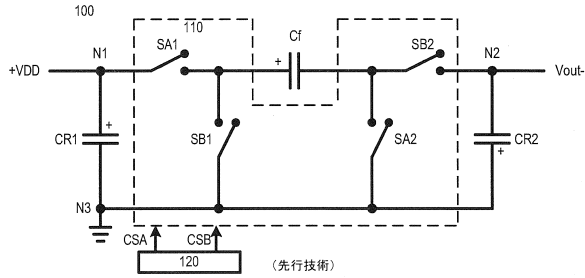 100
110
N1
SA1
Cf
SB2
N2
+VDD
+
Vout-
CR1
+
SB1
SA2
CR2
+
N3
CSA
CSB
120
(先行技術)